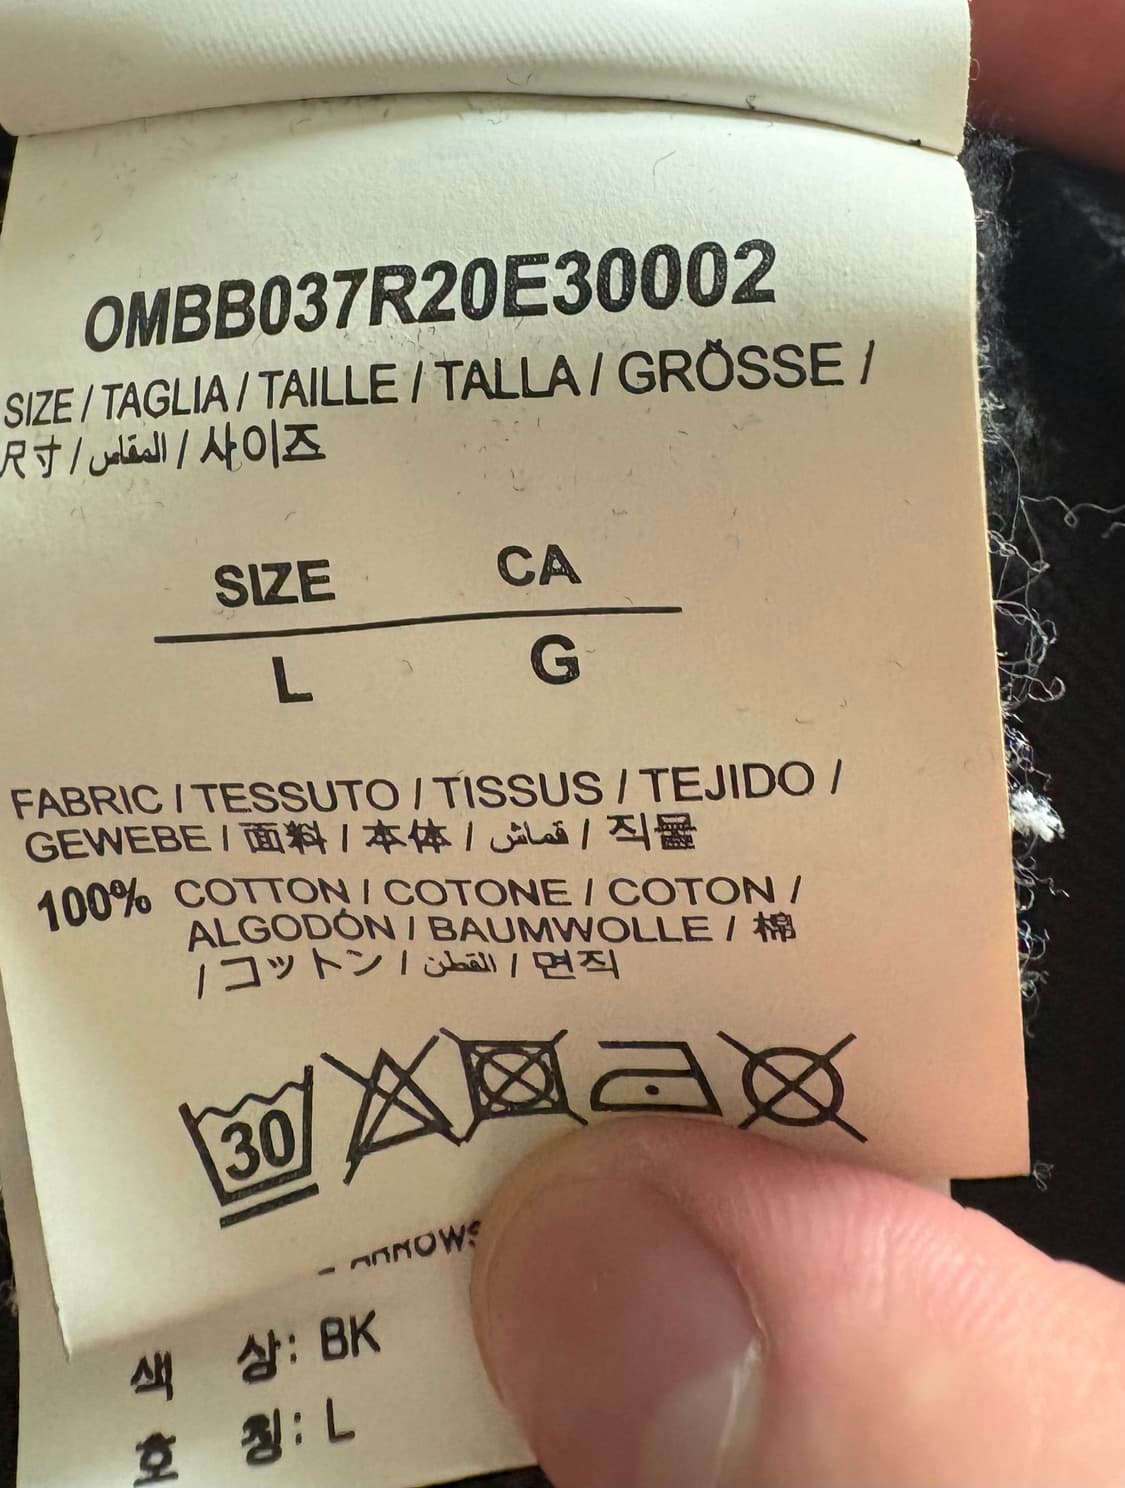 OMBB037R20E30002
SIZE / TAGLIA / TAILLE / TALLA / GRÖSSE /
尺寸 / المقاس / 사이즈
SIZE CA
L G
FABRIC / TESSUTO / TISSUS / TEJIDO /
GEWEBE / 面料 / 本体 / قماش / 직물
100% COTTON / COTONE / COTON /
ALGODÓN / BAUMWOLLE / 棉
/ コットン / القطن / 면직
30
색 상: BK
호 칭: L